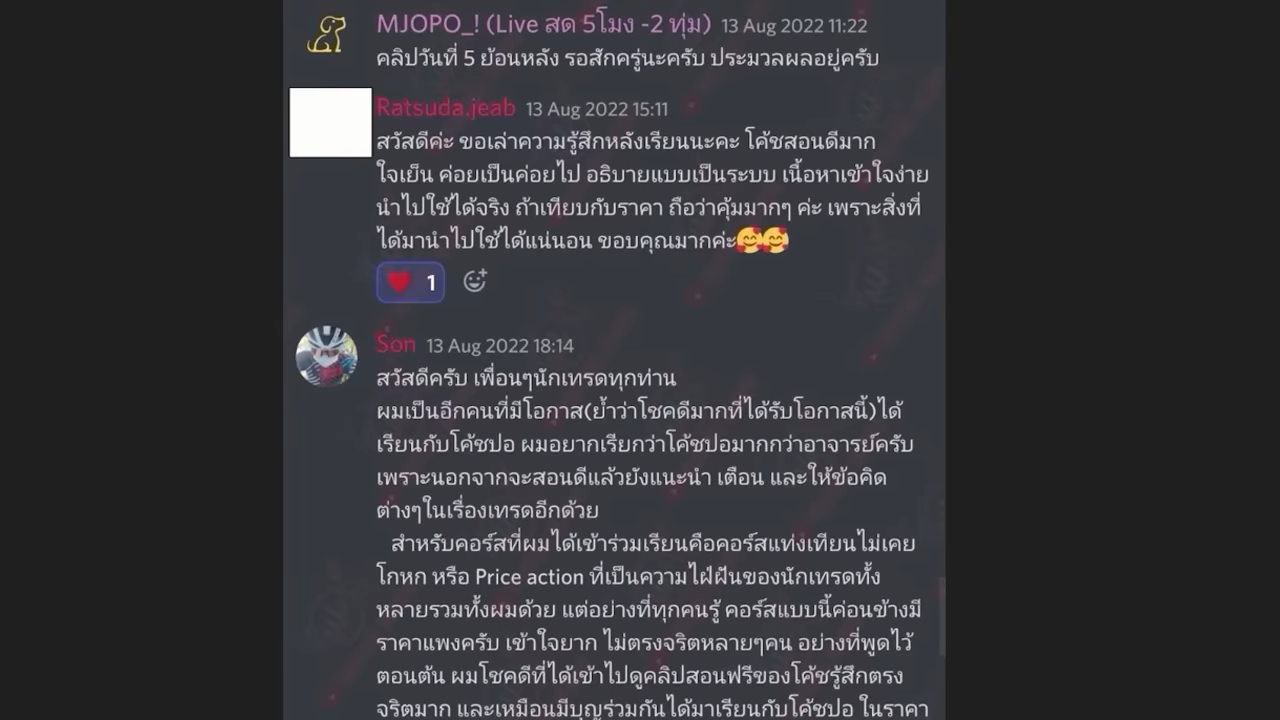 MJOPO_! (Live สด 5โมง -2 ทุ่ม) 13 Aug 2022 11:22
คลิปวันที่ 5 ย้อนหลัง รอสักครู่นะครับ ประมวลผลอยู่ครับ
Ratsuda.jeab 13 Aug 2022 15:11
สวัสดีค่ะ ขอเล่าความรู้สึกหลังเรียนนะคะ โค้ชสอนดีมาก
ใจเย็น ค่อยเป็นค่อยไป อธิบายแบบเป็นระบบ เนื้อหาเข้าใจง่าย
นำไปใช้ได้จริง ถ้าเทียบกับราคา ถือว่าคุ้มมากๆ ค่ะ เพราะสิ่งที่
ได้มานำไปใช้ได้แน่นอน ขอบคุณมากค่ะ🥰🥰
❤️ 1
Son 13 Aug 2022 18:14
สวัสดีครับ เพื่อนๆนักเทรดทุกท่าน
ผมเป็นอีกคนที่มีโอกาส(ย้ำว่าโชคดีมากที่ได้รับโอกาสนี้)ได้
เรียนกับโค้ชปอ ผมอยากเรียกว่าโค้ชปอมากกว่าอาจารย์ครับ
เพราะนอกจากจะสอนดีแล้วยังแนะนำ เตือน และให้ข้อคิด
ต่างๆในเรื่องเทรดอีกด้วย
สำหรับคอร์สที่ผมได้เข้าร่วมเรียนคือคอร์สแท่งเทียนไม่เคย
โกหก หรือ Price action ที่เป็นความไฝ่ฝันของนักเทรดทั้ง
หลายรวมทั้งผมด้วย แต่อย่างที่ทุกคนรู้ คอร์สแบบนี้ค่อนข้างมี
ราคาแพงครับ เข้าใจยาก ไม่ตรงจริตหลายๆคน อย่างที่พูดไว้
ตอนต้น ผมโชคดีที่ได้เข้าไปดูคลิปสอนฟรีของโค้ชรู้สึกตรง
จริตมาก และเหมือนมีบุญร่วมกันได้มาเรียนกับโค้ชปอ ในราคา